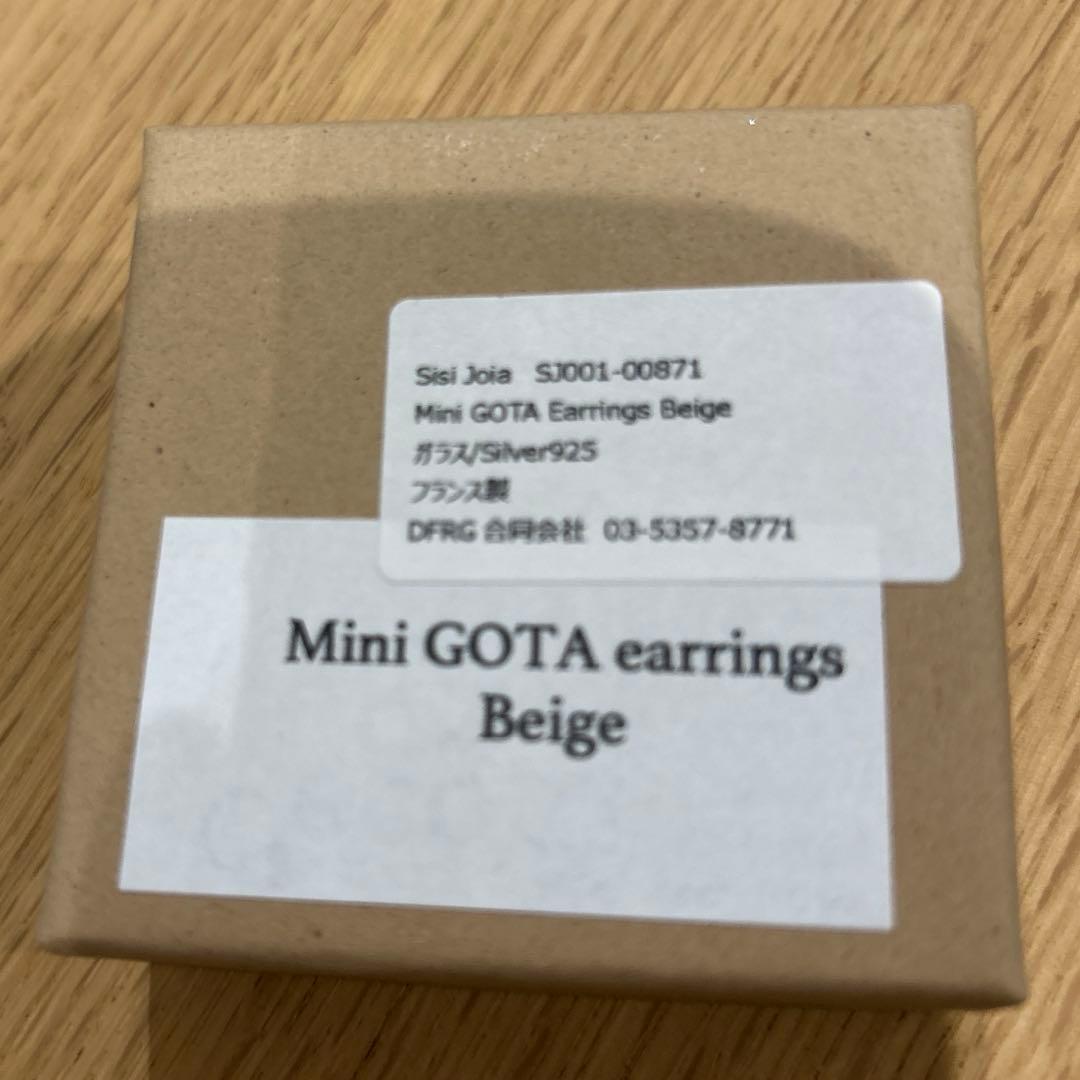 Sisi Joia SJ001-00871
Mini GOTA Earrings Beige
ガラス/Silver925
フランス製
DFRG 合同会社 03-5357-8771
Mini GOTA earrings
Beige